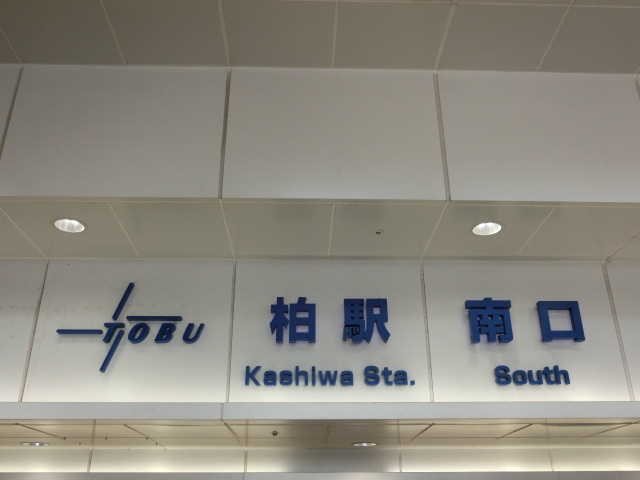 TOBU
柏駅 南口
Kashiwa Sta. South